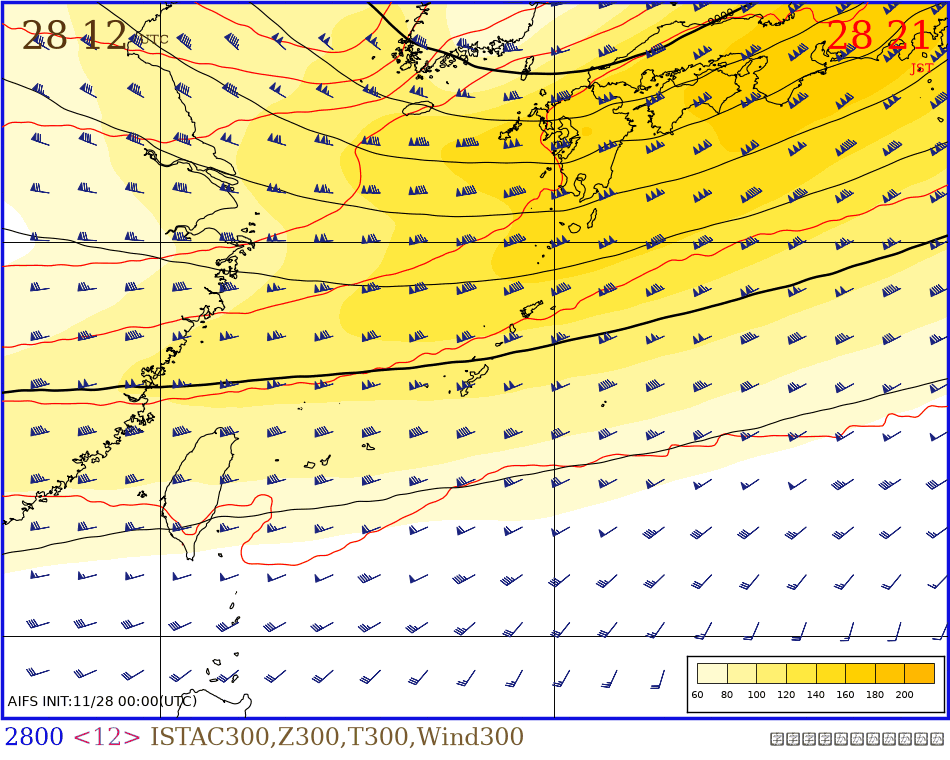 28 12 UTC
28 21
JST
9000
60 80 100 120 140 160 180 200
AIFS INIT:11/28 00:00(UTC)
2800 <12> ISTAC300,Z300,T300,Wind300